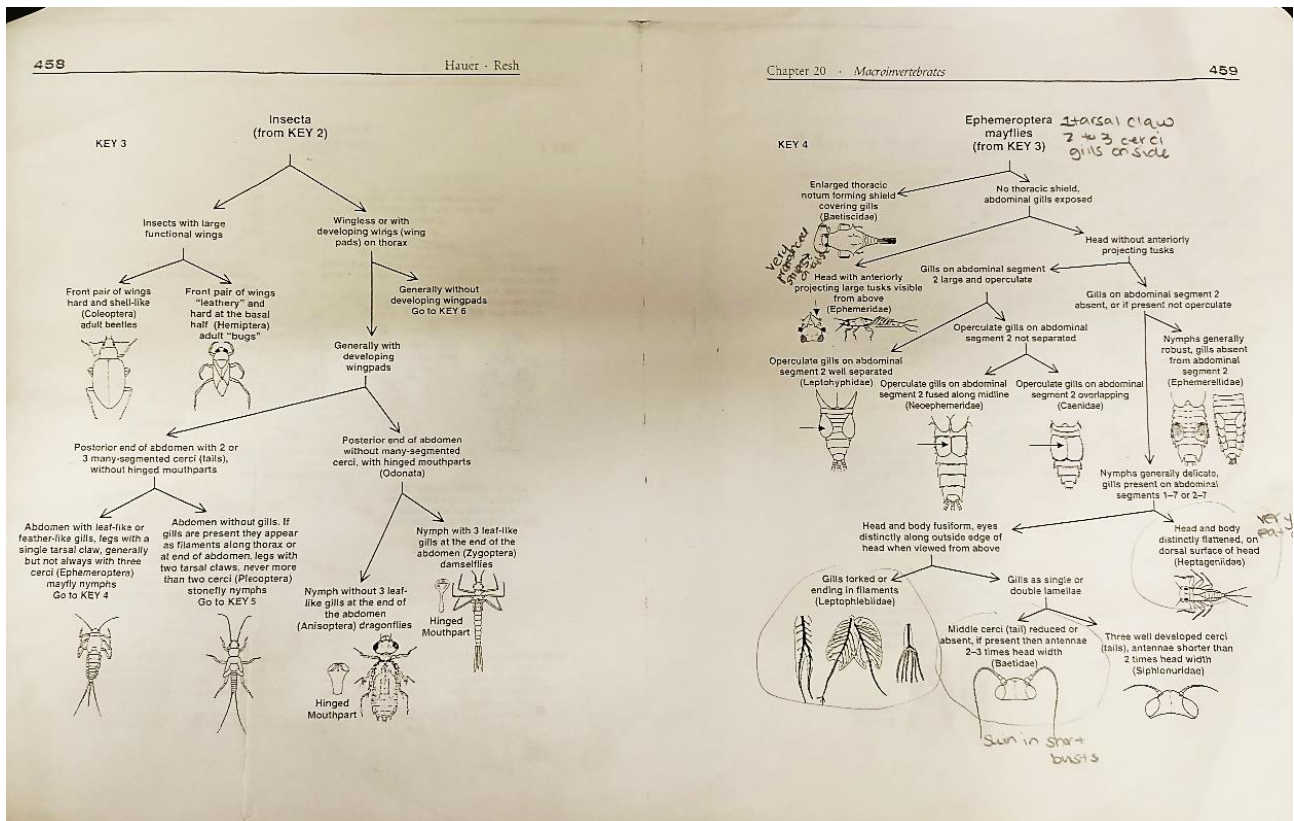 458
Hauer · Resh
KEY 3
Insecta
(from KEY 2)
Insects with large
functional wings
Wingless or with
developing wings (wing
pads) on thorax
Front pair of wings
hard and shell-like
(Coleoptera)
adult beetles
Front pair of wings
"leathery" and
hard at the basal
half (Hemiptera)
adult "bugs"
Generally without
developing wingpads
Go to KEY 6
Generally with
developing
wingpads
Posterior end of abdomen with 2 or
3 many-segmented cerci (tails),
without hinged mouthparts
Posterior end of abdomen
without many-segmented
cerci, with hinged mouthparts
(Odonata)
Abdomen with leaf-like or
feather-like gills, legs with a
single tarsal claw, generally
but not always with three
cerci (Ephemeroptera)
mayfly nymphs
Go to KEY 4
Abdomen without gills. If
gills are present they appear
as filaments along thorax or
at end of abdomen, legs with
two tarsal claws, never more
than two cerci (Plecoptera)
stonefly nymphs
Go to KEY 5
Nymph without 3 leaf-
like gills at the end of
the abdomen
(Anisoptera) dragonflies
Hinged
Mouthpart
Nymph with 3 leaf-like
gills at the end of the
abdomen (Zygoptera)
damselflies
Hinged
Mouthpart
Chapter 20 · Macroinvertebrates
459
KEY 4
Ephemeroptera
mayflies
(from KEY 3)
1 tarsal claw
2 to 3 cerci
gills on side
Enlarged thoracic
notum forming shield
covering gills
(Baetiscidae)
No thoracic shield,
abdominal gills exposed
very
Head with anteriorly
projecting large tusks visible
from above
(Ephemeridae)
Head without anteriorly
projecting tusks
Gills on abdominal segment
2 large and operculate
Gills on abdominal segment 2
absent, or if present not operculate
Operculate gills on abdominal
segment 2 well separated
(Leptohyphidae)
Operculate gills on abdominal
segment 2 not separated
Operculate gills on abdominal
segment 2 fused along midline
(Neoephemeridae)
Operculate gills on abdominal
segment 2 overlapping
(Caenidae)
Nymphs generally
robust, gills absent
from abdominal
segment 2
(Ephemerellidae)
Nymphs generally delicate,
gills present on abdominal
segments 1–7 or 2–7
Head and body fusiform, eyes
distinctly along outside edge of
head when viewed from above
Head and body
distinctly flattened, on
dorsal surface of head
(Heptageniidae)
very
Gills forked or
ending in filaments
(Leptophlebiidae)
Gills as single or
double lamellae
Middle cerci (tail) reduced or
absent, if present then antennae
2–3 times head width
(Baetidae)
Three well developed cerci
(tails), antennae shorter than
2 times head width
(Siphlonuridae)
swin in short
busts